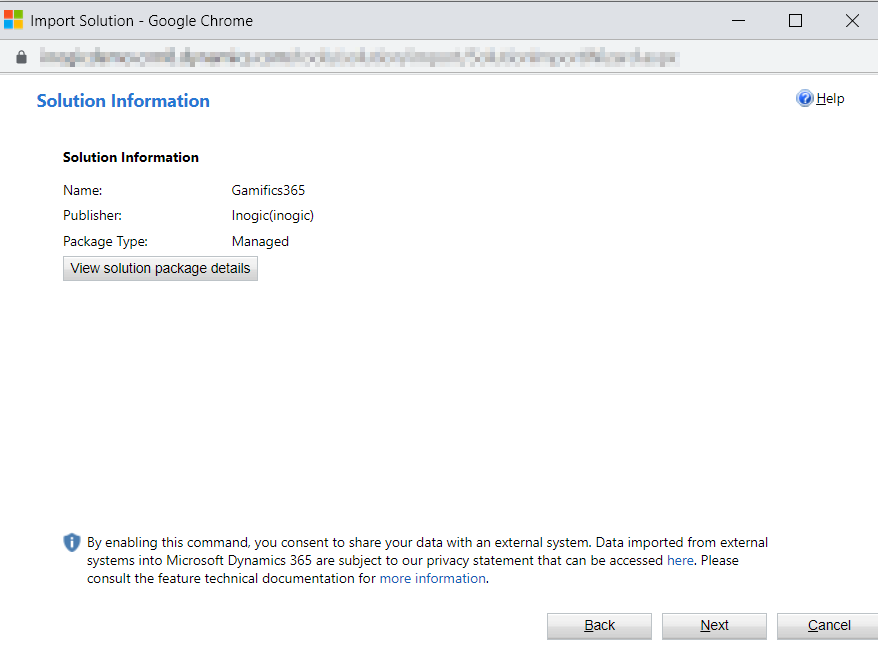 Import Solution - Google Chrome
Solution Information
Help
Solution Information
Name: Gamifics365
Publisher: Inogic(inogic)
Package Type: Managed
View solution package details
By enabling this command, you consent to share your data with an external system. Data imported from external
systems into Microsoft Dynamics 365 are subject to our privacy statement that can be accessed here. Please
consult the feature technical documentation for more information.
Back Next Cancel